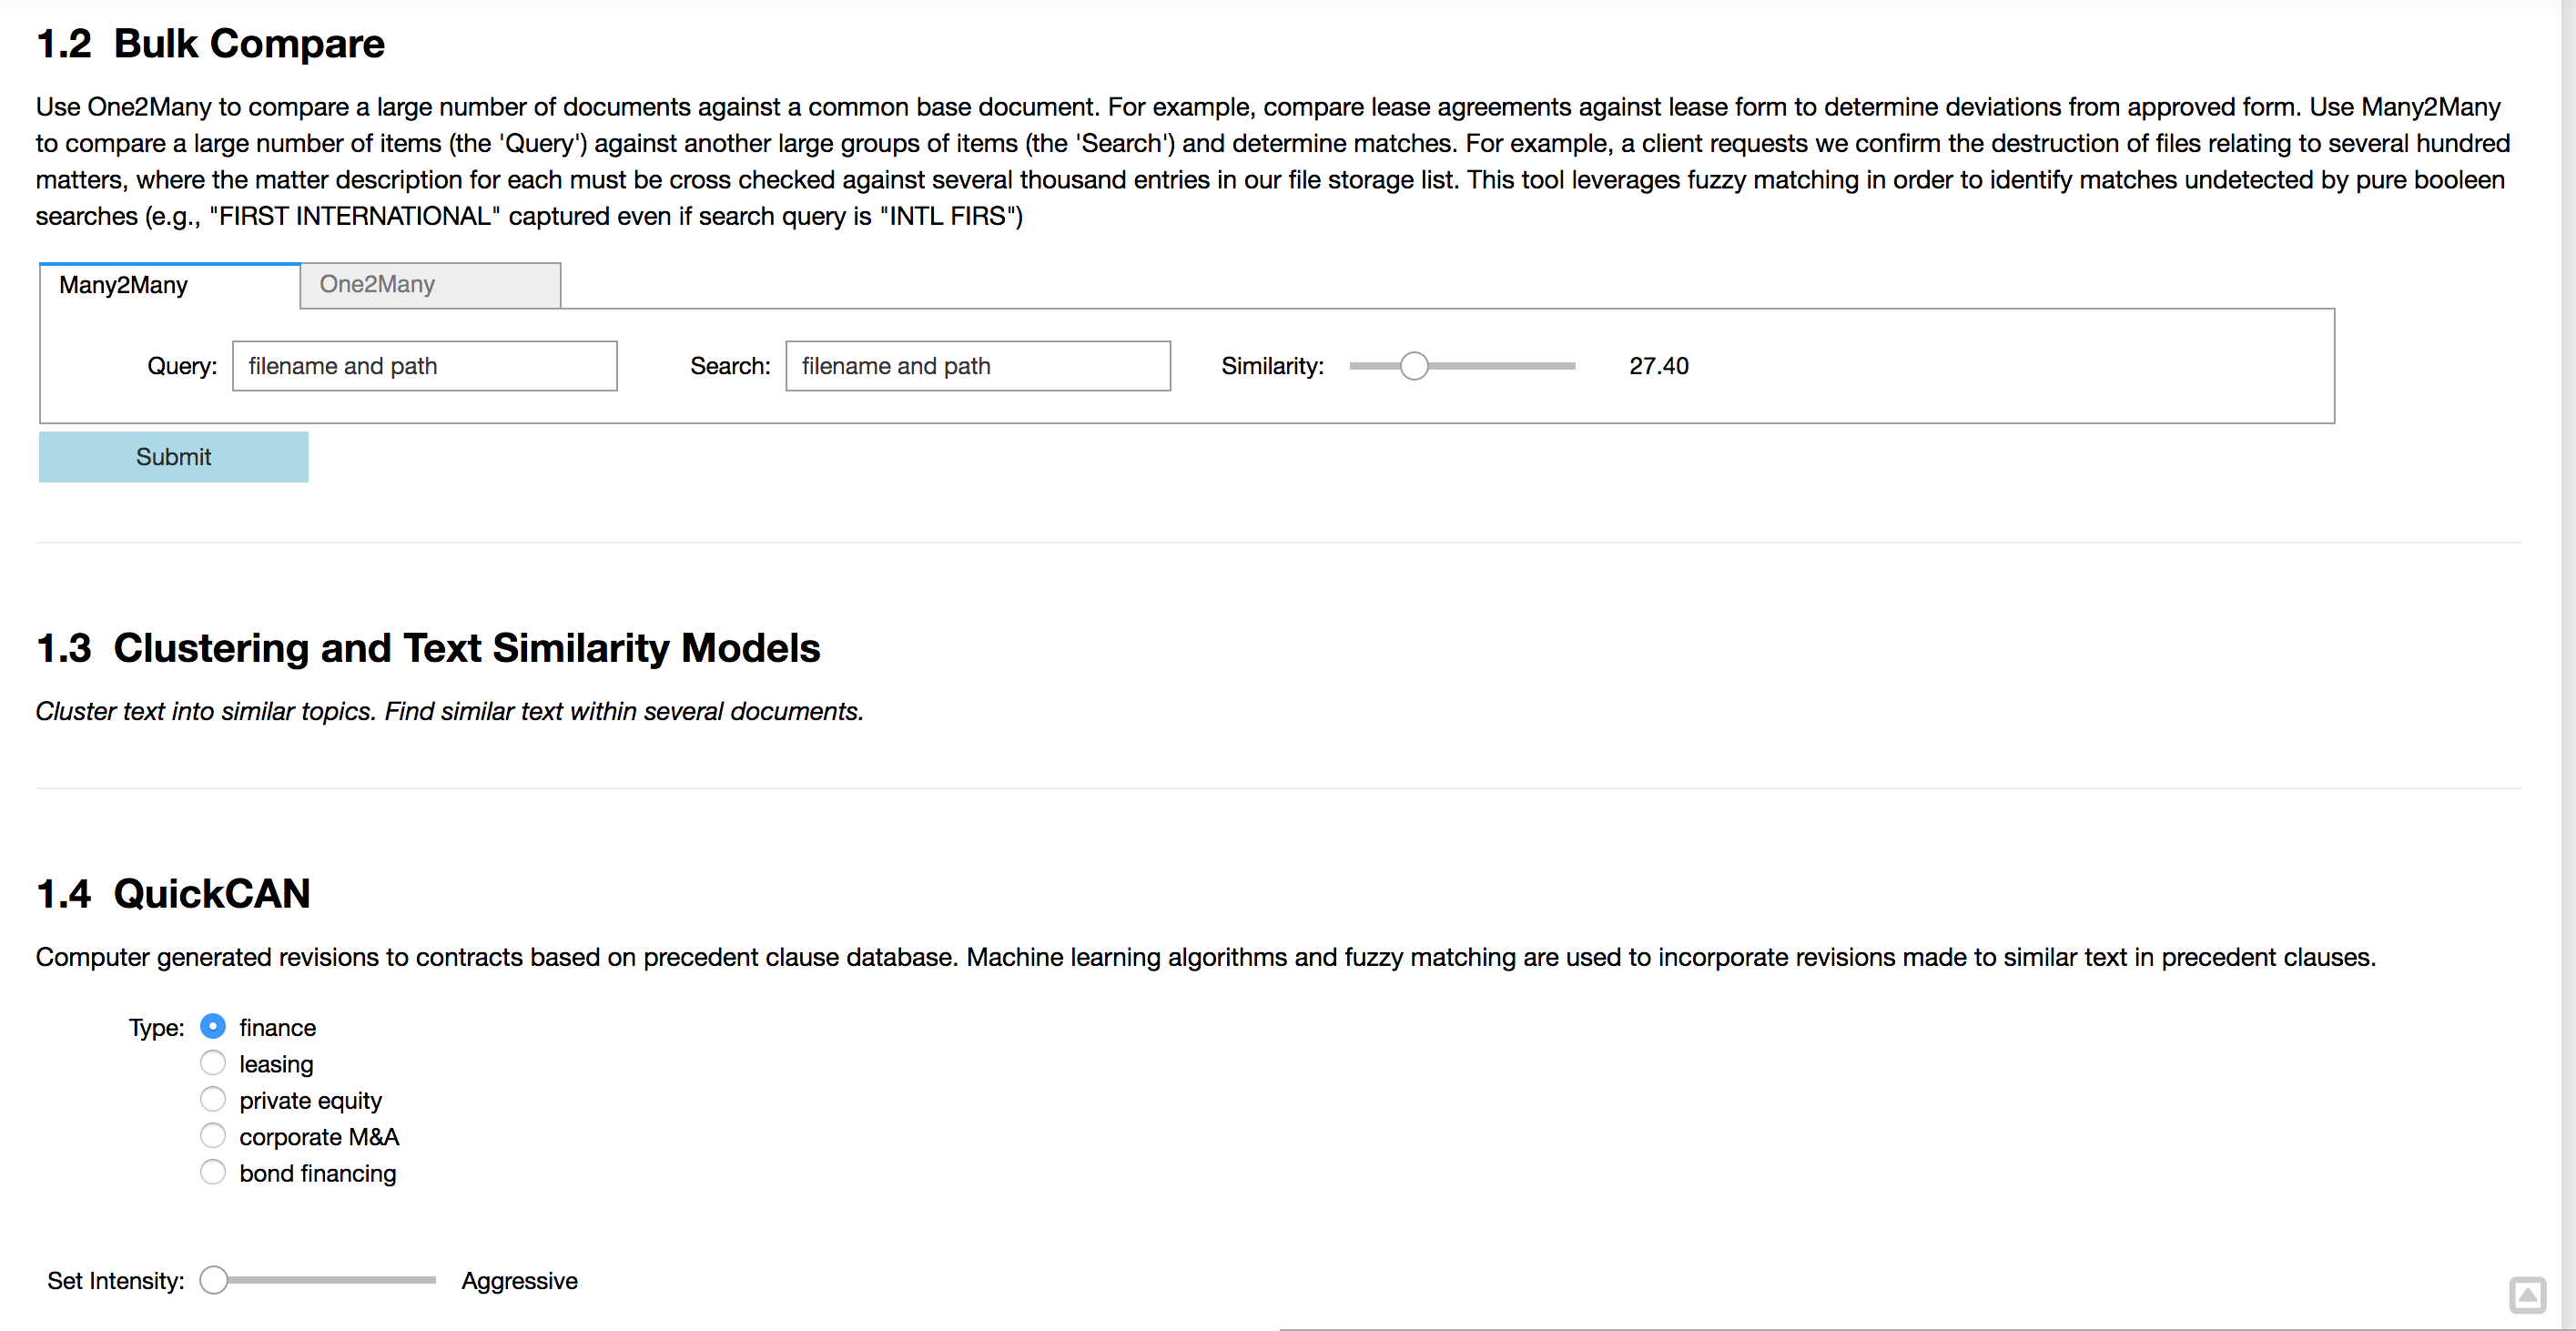 1.2 Bulk Compare
Use One2Many to compare a large number of documents against a common base document. For example, compare lease agreements against lease form to determine deviations from approved form. Use Many2Many
to compare a large number of items (the 'Query') against another large groups of items (the 'Search') and determine matches. For example, a client requests we confirm the destruction of files relating to several hundred
matters, where the matter description for each must be cross checked against several thousand entries in our file storage list. This tool leverages fuzzy matching in order to identify matches undetected by pure booleen
searches (e.g., "FIRST INTERNATIONAL" captured even if search query is "INTL FIRS")
Many2Many One2Many
Query: filename and path Search: filename and path Similarity: 27.40
Submit
1.3 Clustering and Text Similarity Models
Cluster text into similar topics. Find similar text within several documents.
1.4 QuickCAN
Computer generated revisions to contracts based on precedent clause database. Machine learning algorithms and fuzzy matching are used to incorporate revisions made to similar text in precedent clauses.
Type: finance
leasing
private equity
corporate M&A
bond financing
Set Intensity: Aggressive